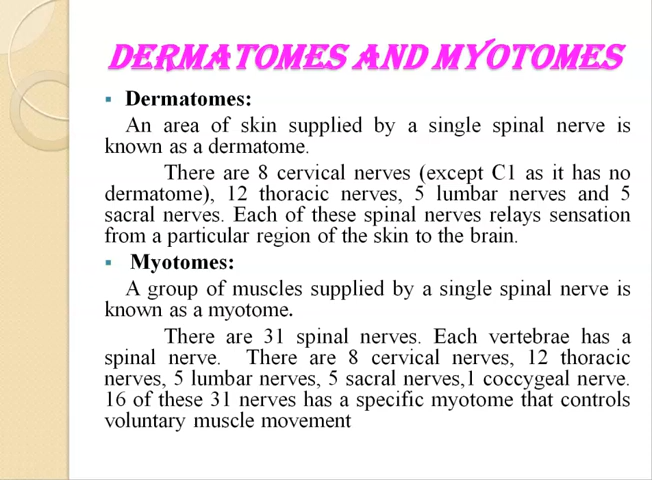 DERMATOMES AND MYOTOMES
▪ Dermatomes:
An area of skin supplied by a single spinal nerve is
known as a dermatome.
There are 8 cervical nerves (except C1 as it has no
dermatome), 12 thoracic nerves, 5 lumbar nerves and 5
sacral nerves. Each of these spinal nerves relays sensation
from a particular region of the skin to the brain.
▪ Myotomes:
A group of muscles supplied by a single spinal nerve is
known as a myotome.
There are 31 spinal nerves. Each vertebrae has a
spinal nerve. There are 8 cervical nerves, 12 thoracic
nerves, 5 lumbar nerves, 5 sacral nerves,1 coccygeal nerve.
16 of these 31 nerves has a specific myotome that controls
voluntary muscle movement